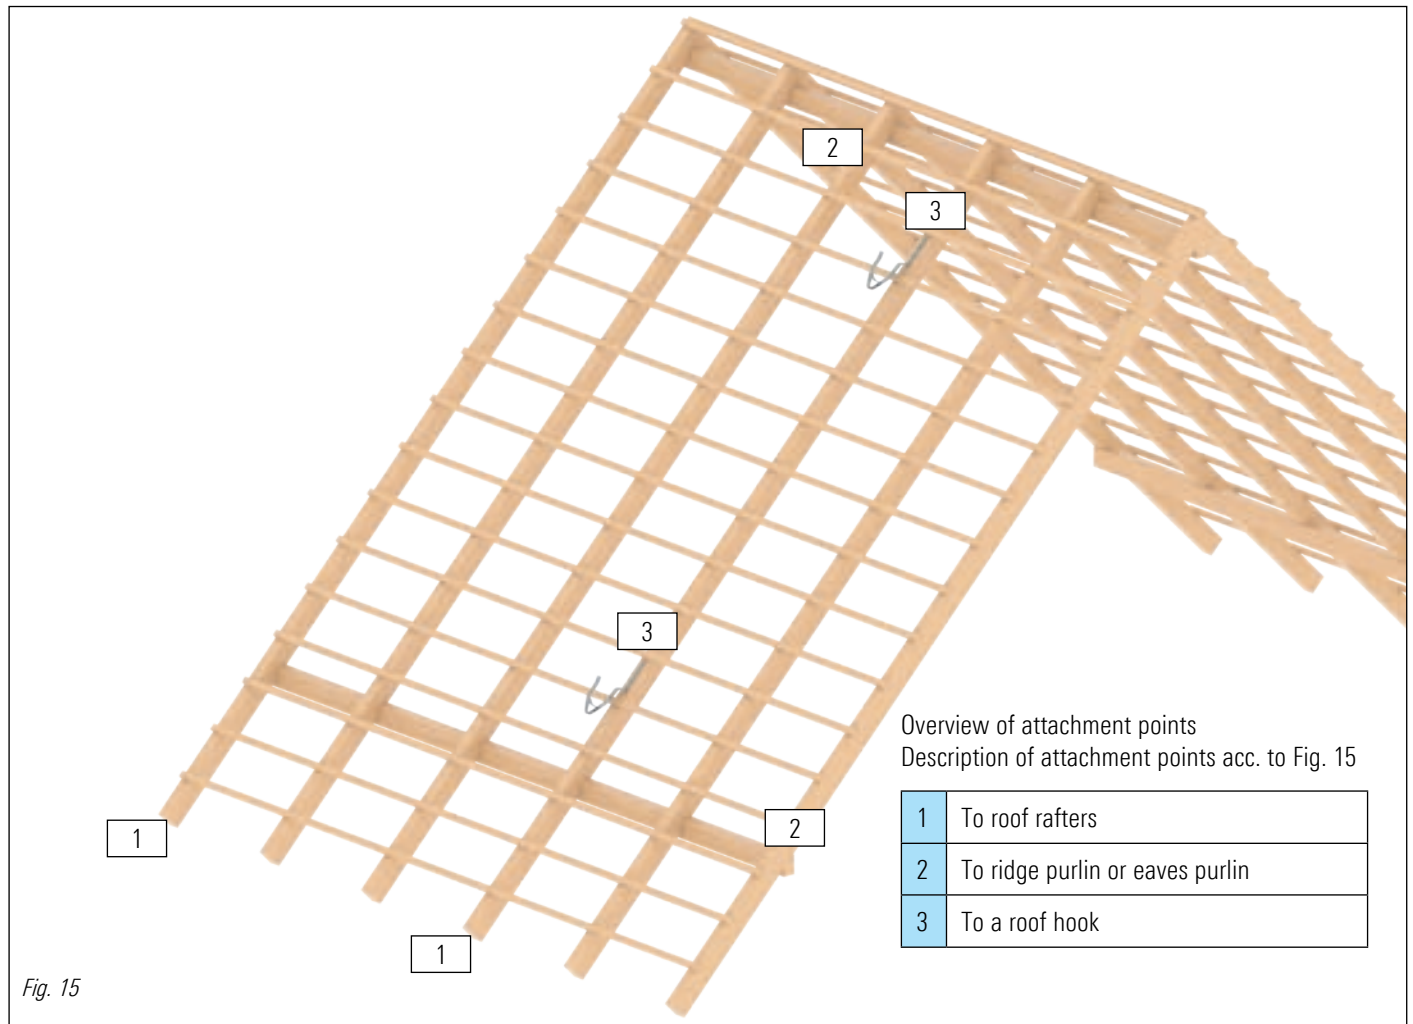 2
3
3
2
1
1
Overview of attachment points
Description of attachment points acc. to Fig. 15
1 To roof rafters
2 To ridge purlin or eaves purlin
3 To a roof hook
Fig. 15